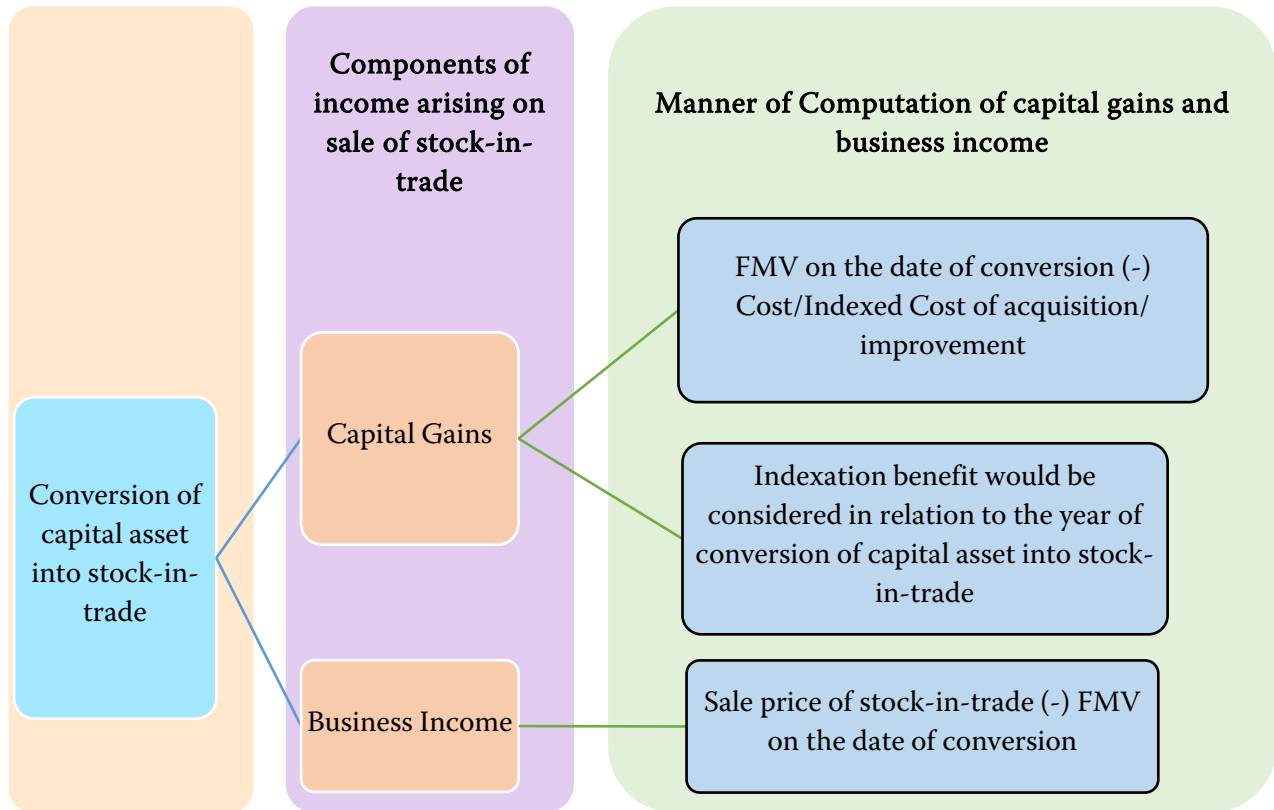 Components of
income arising on
sale of stock-in-
trade
Manner of Computation of capital gains and
business income
Conversion of
capital asset
into stock-in-
trade
Capital Gains
Business Income
FMV on the date of conversion (-)
Cost/Indexed Cost of acquisition/
improvement
Indexation benefit would be
considered in relation to the year of
conversion of capital asset into stock-
in-trade
Sale price of stock-in-trade (-) FMV
on the date of conversion